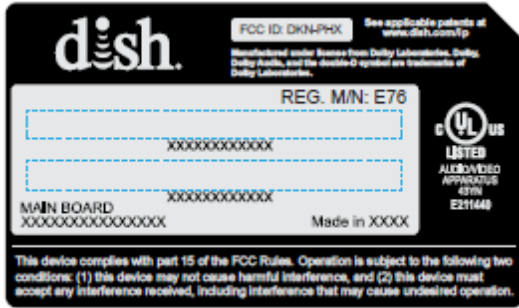 dish.
FCC ID: DKN-PHX
See applicable patents at
www.dish.com/ip
Manufactured under license from Dolby Laboratories. Dolby,
Dolby Audio, and the double-D symbol are trademarks of
Dolby Laboratories.
REG. M/N: E76
XXXXXXXXXXXX
XXXXXXXXXXXX
MAIN BOARD
XXXXXXXXXXXXXXXX
Made in XXXX
c UL US
LISTED
AUDIO/VIDEO
APPARATUS
43YN
E211440
This device complies with part 15 of the FCC Rules. Operation is subject to the following two
conditions: (1) this device may not cause harmful interference, and (2) this device must
accept any interference received, including interference that may cause undesired operation.